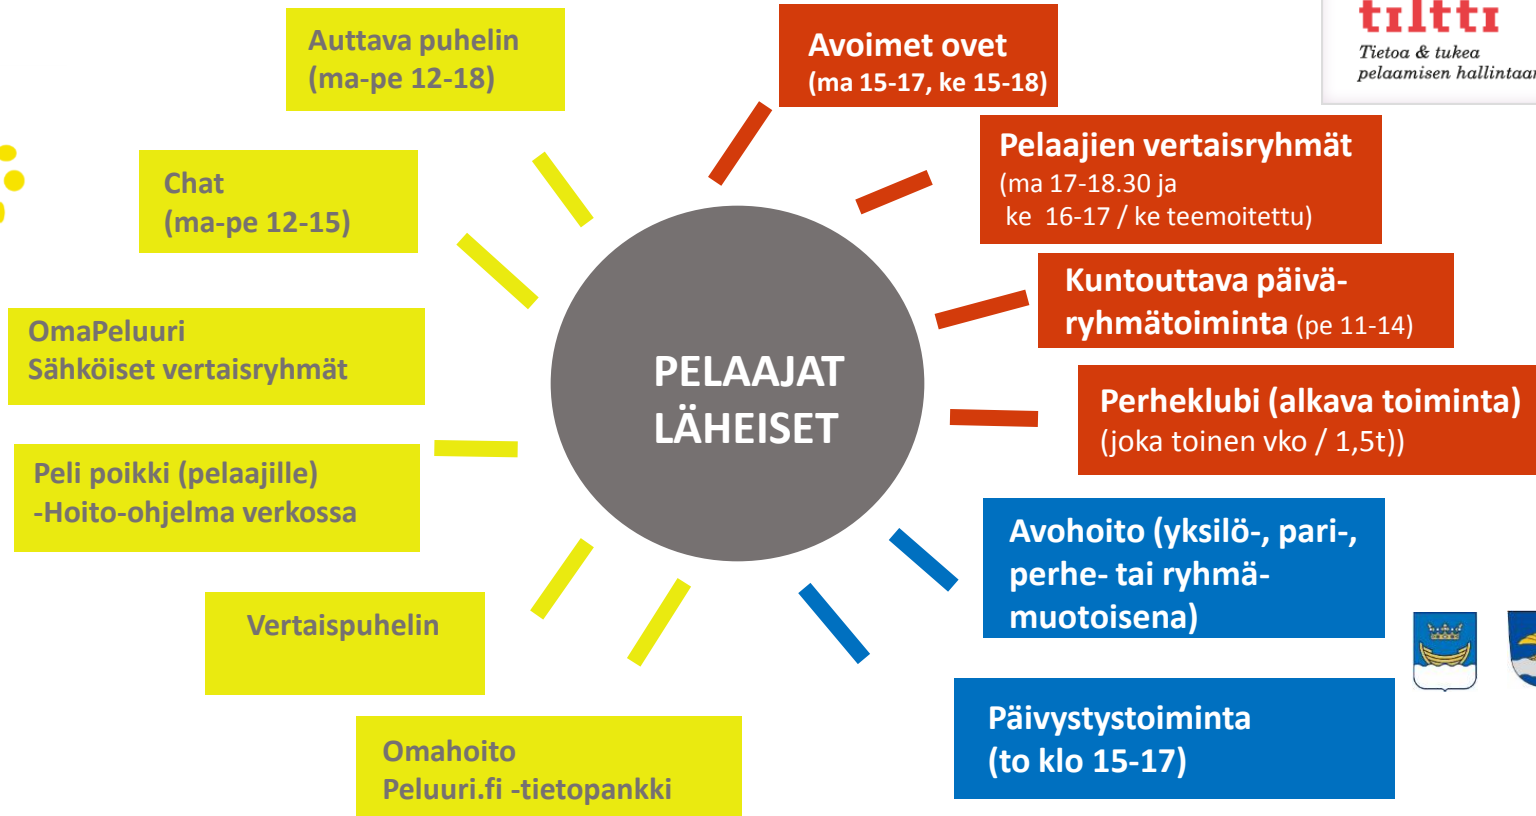 Auttava puhelin
(ma-pe 12-18)
Avoimet ovet
(ma 15-17, ke 15-18)
tiltti
Tietoa & tukea
pelaamisen hallintaan
Chat
(ma-pe 12-15)
Pelaajien vertaisryhmät
(ma 17-18.30 ja
ke 16-17 / ke teemoitettu)
OmaPeluuri
Sähköiset vertaisryhmät
Kuntouttava päivä-
ryhmätoiminta (pe 11-14)
PELAAJAT
LÄHEISET
Perheklubi (alkava toiminta)
(joka toinen vko / 1,5t))
Peli poikki (pelaajille)
-Hoito-ohjelma verkossa
Avohoito (yksilö-, pari-,
perhe- tai ryhmä-
muotoisena)
Vertaispuhelin
Päivystystoiminta
(to klo 15-17)
Omahoito
Peluuri.fi -tietopankki